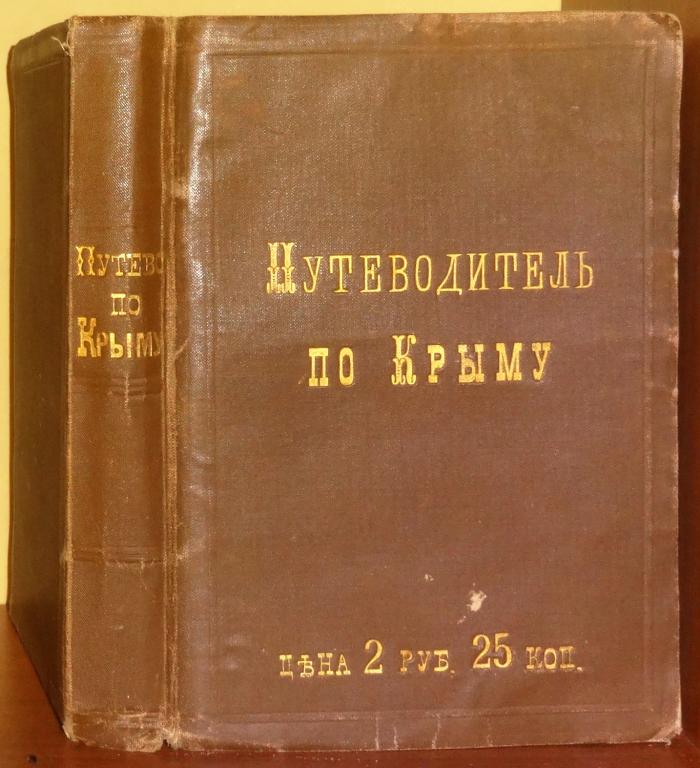 Путево
по
Крыму
Путеводитель
по Крыму
Цѣна 2 руб. 25 коп.